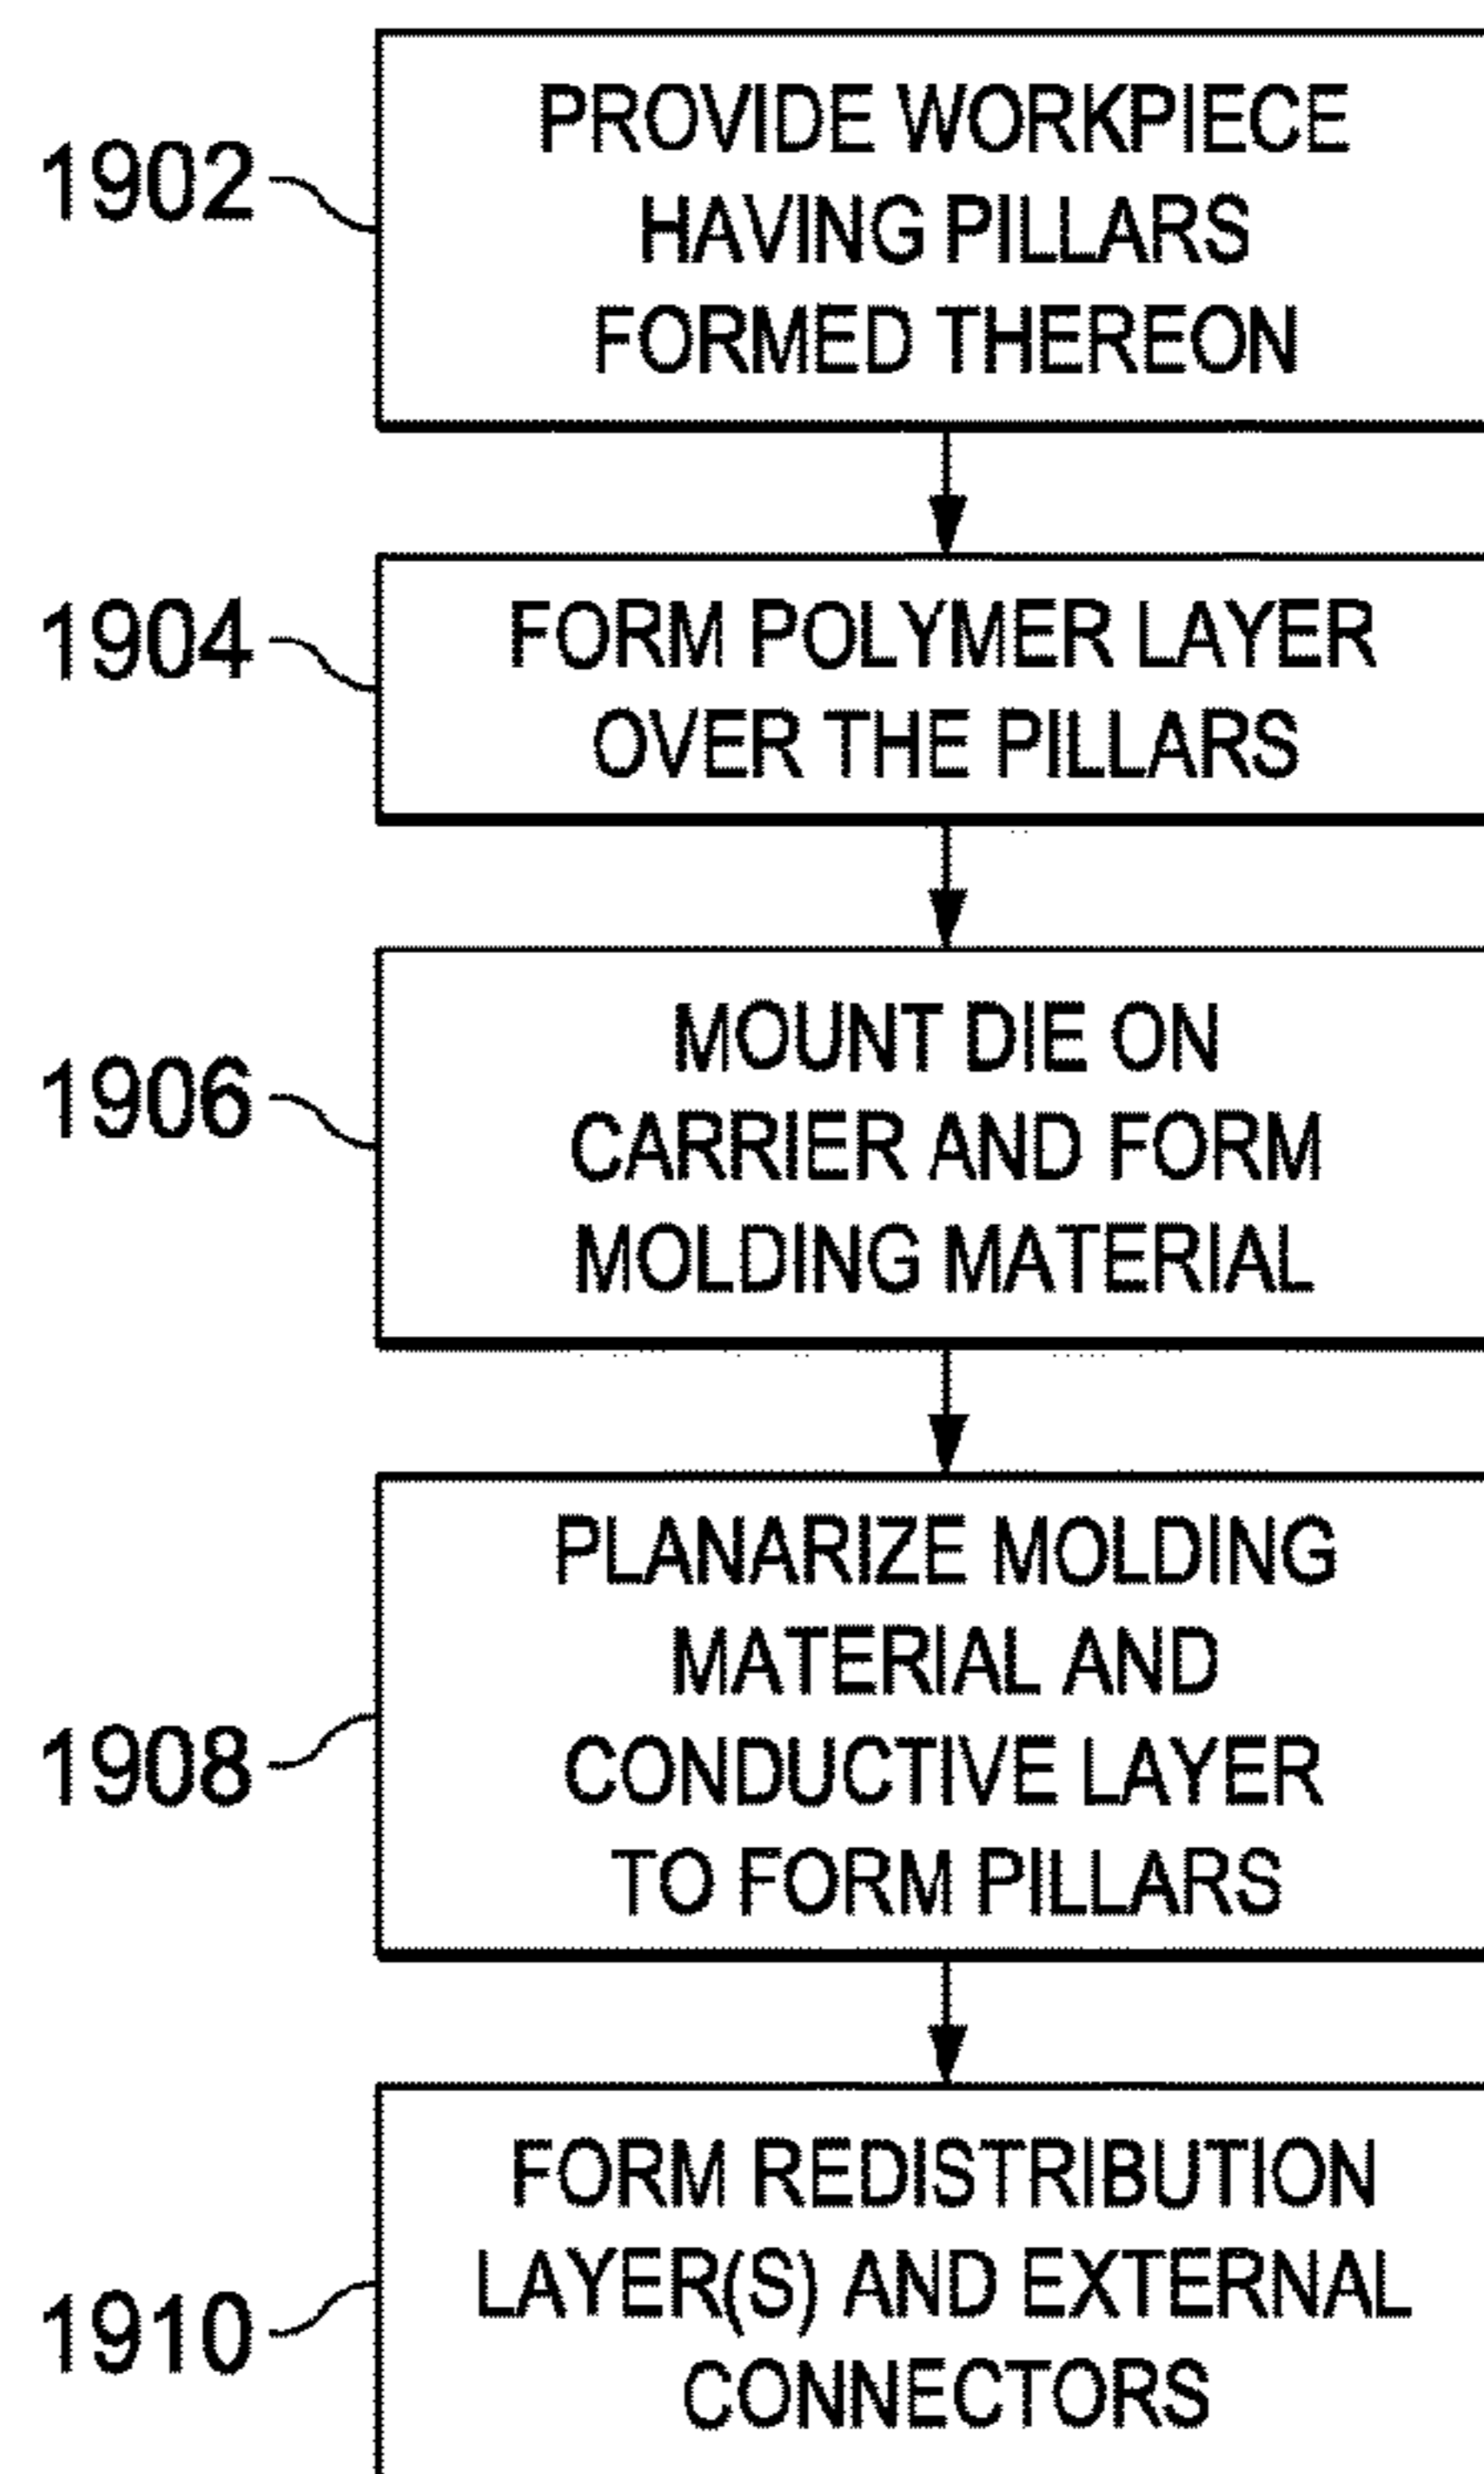 1902
PROVIDE WORKPIECE
HAVING PILLARS
FORMED THEREON
1904
FORM POLYMER LAYER
OVER THE PILLARS
1906
MOUNT DIE ON
CARRIER AND FORM
MOLDING MATERIAL
1908
PLANARIZE MOLDING
MATERIAL AND
CONDUCTIVE LAYER
TO FORM PILLARS
1910
FORM REDISTRIBUTION
LAYER(S) AND EXTERNAL
CONNECTORS